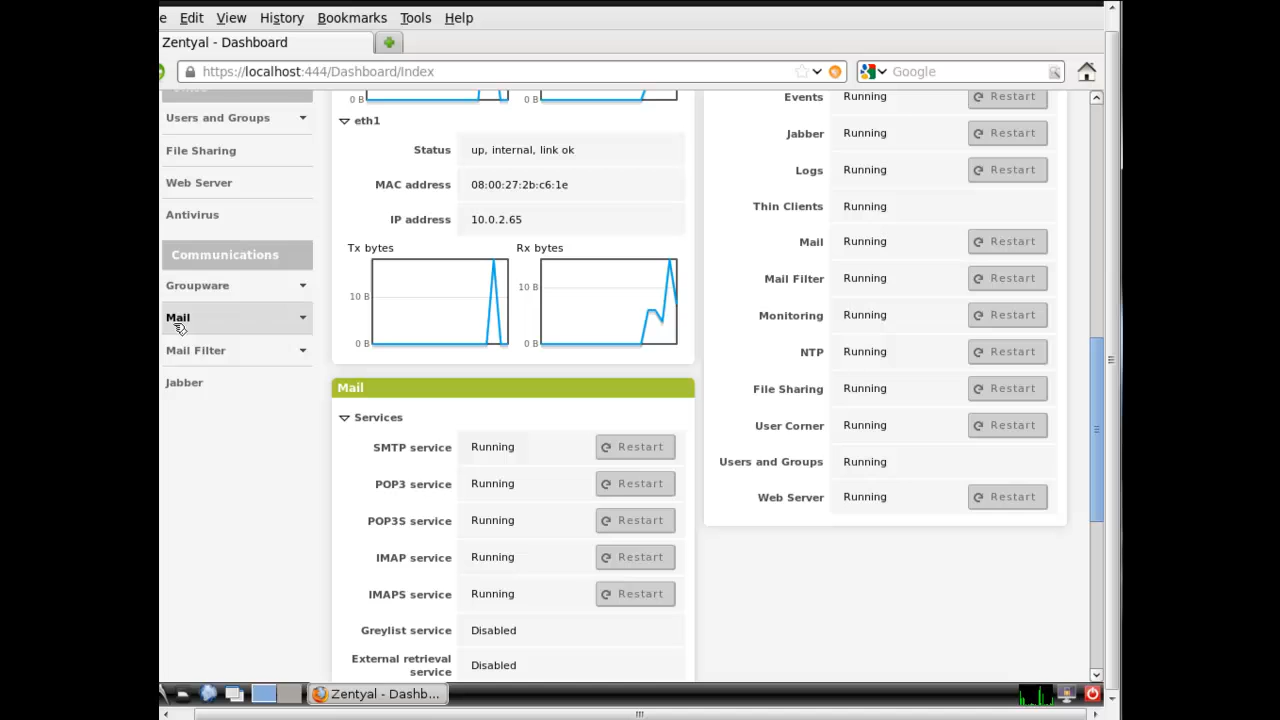 e Edit View History Bookmarks Tools Help
Zentyal - Dashboard
https://localhost:444/Dashboard/Index
Google
Users and Groups
File Sharing
Web Server
Antivirus
Communications
Groupware
Mail
Mail Filter
Jabber
0 B 0 B
eth1
Status up, internal, link ok
MAC address 08:00:27:2b:c6:1e
IP address 10.0.2.65
Tx bytes Rx bytes
10 B 10 B
0 B 0 B
Mail
Services
SMTP service Running Restart
POP3 service Running Restart
POP3S service Running Restart
IMAP service Running Restart
IMAPS service Running Restart
Greylist service Disabled
External retrieval service Disabled
Events Running Restart
Jabber Running Restart
Logs Running Restart
Thin Clients Running
Mail Running Restart
Mail Filter Running Restart
Monitoring Running Restart
NTP Running Restart
File Sharing Running Restart
User Corner Running Restart
Users and Groups Running
Web Server Running Restart
Zentyal - Dashb...